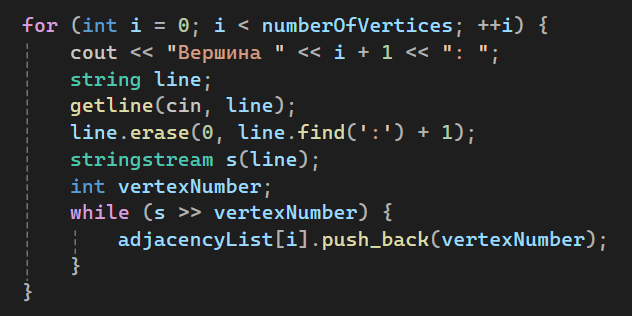 for (int i = 0; i < numberOfVertices; ++i) {
    cout << "Вершина " << i + 1 << ": ";
    string line;
    getline(cin, line);
    line.erase(0, line.find(':') + 1);
    stringstream s(line);
    int vertexNumber;
    while (s >> vertexNumber) {
        adjacencyList[i].push_back(vertexNumber);
    }
}